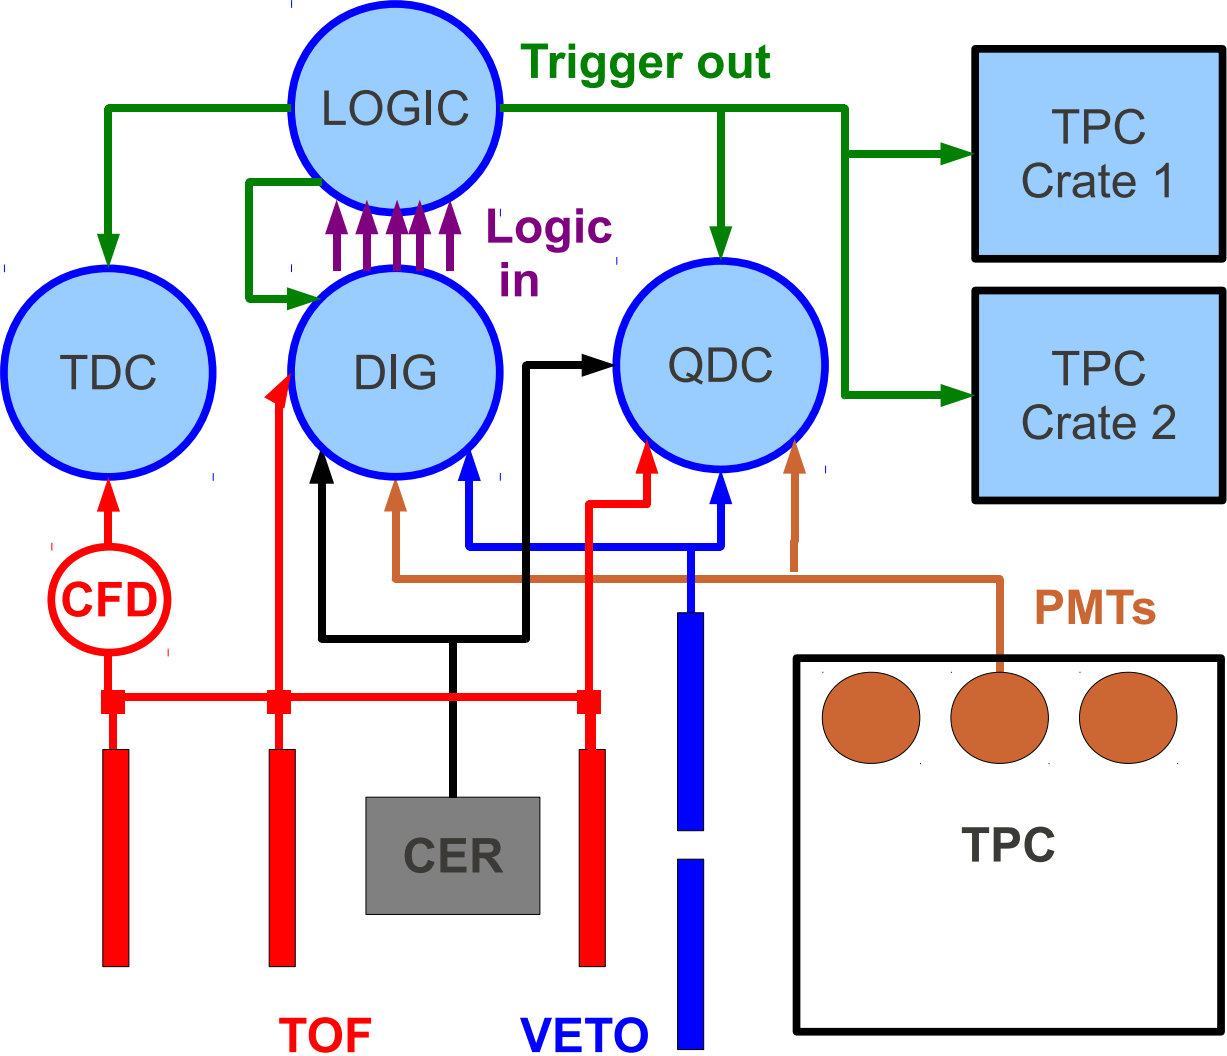 LOGIC
Trigger out
TPC
Crate 1
Logic
in
TPC
Crate 2
TDC
DIG
QDC
CFD
PMTs
CER
TPC
TOF
VETO